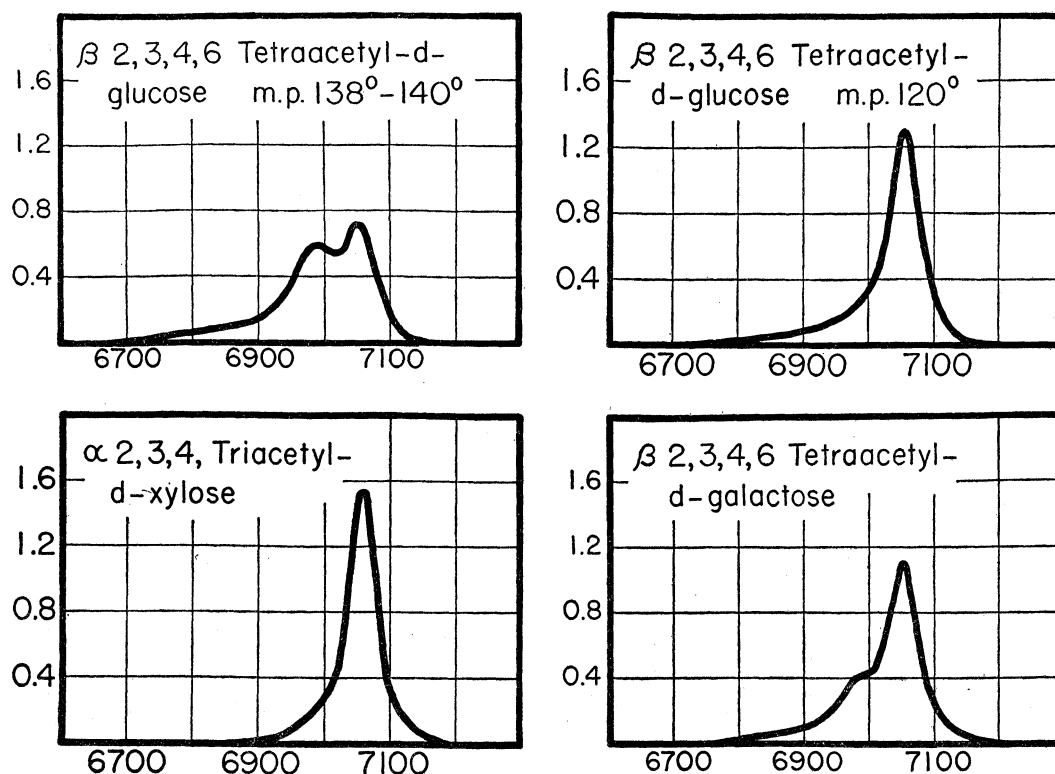 β 2,3,4,6 Tetraacetyl-d-
glucose m.p. 138°-140°
1.6
1.2
0.8
0.4
6700 6900 7100
β 2,3,4,6 Tetraacetyl-
d-glucose m.p. 120°
1.6
1.2
0.8
0.4
6700 6900 7100
α 2,3,4, Triacetyl-
d-xylose
1.6
1.2
0.8
0.4
6700 6900 7100
β 2,3,4,6 Tetraacetyl-
d-galactose
1.6
1.2
0.8
0.4
6700 6900 7100